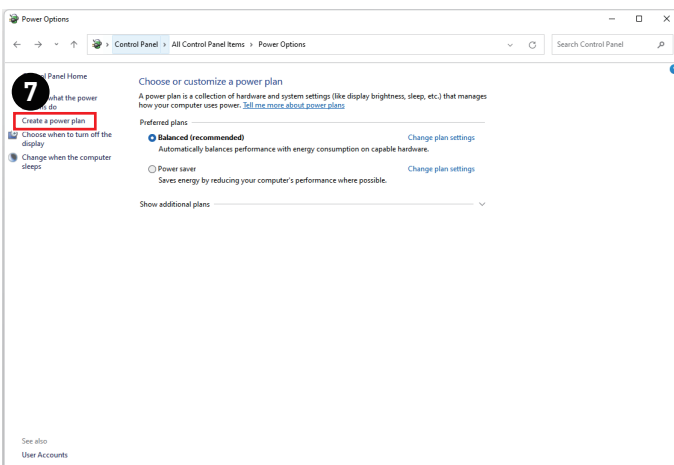 Power Options
Control Panel > All Control Panel Items > Power Options
Search Control Panel
Panel Home
7
what the power
do
Create a power plan
Choose when to turn off the
display
Change when the computer
sleeps
Choose or customize a power plan
A power plan is a collection of hardware and system settings (like display brightness, sleep, etc.) that manages
how your computer uses power. Tell me more about power plans
Preferred plans
Balanced (recommended) Change plan settings
Automatically balances performance with energy consumption on capable hardware.
Power saver Change plan settings
Saves energy by reducing your computer's performance where possible.
Show additional plans
See also
User Accounts